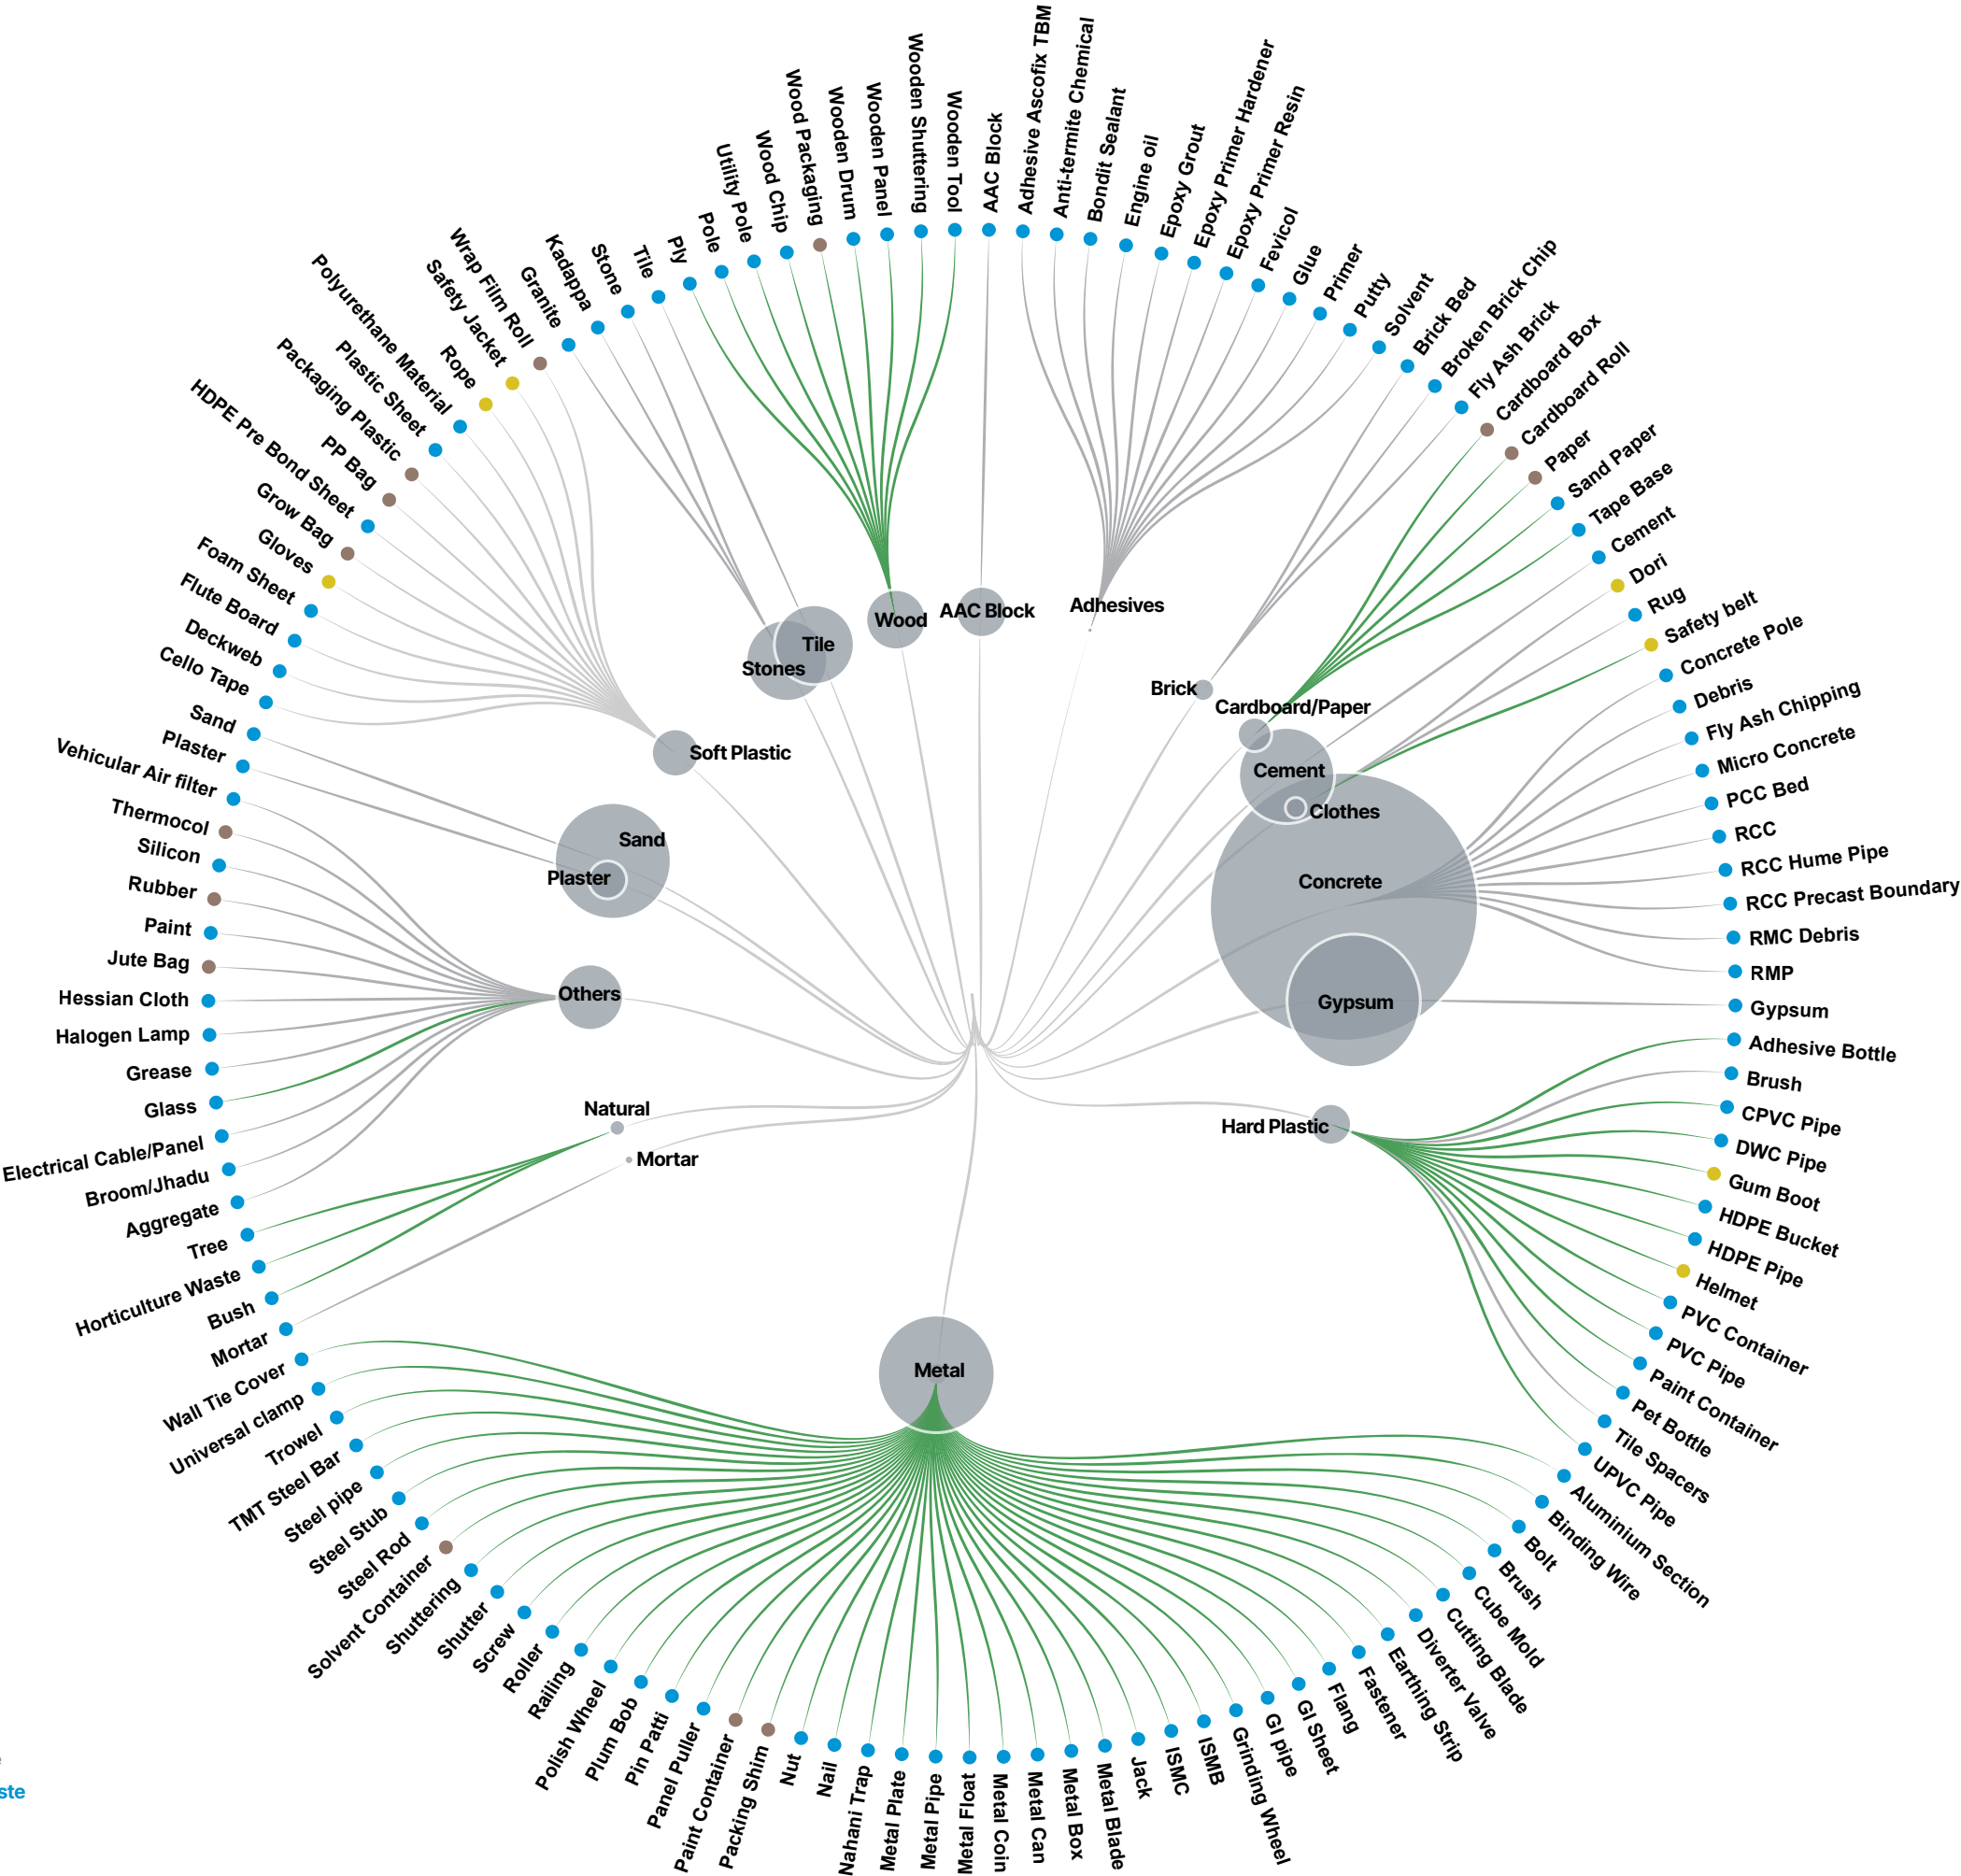 AAC Block
Adhesive Ascofix TBM
Anti-termite Chemical
Bondit Sealant
Engine oil
Epoxy Grout
Epoxy Primer Hardener
Epoxy Primer Resin
Fevicol
Glue
Primer
Putty
Solvent
Brick Bed
Broken Brick Chip
Fly Ash Brick
Cardboard Box
Cardboard Roll
Paper
Sand Paper
Tape Base
Cement
Dori
Rug
Safety belt
Concrete Pole
Debris
Fly Ash Chipping
Micro Concrete
PCC Bed
RCC
RCC Hume Pipe
RCC Precast Boundary
RMC Debris
RMP
Gypsum
Adhesive Bottle
Brush
CPVC Pipe
DWC Pipe
Gum Boot
HDPE Bucket
HDPE Pipe
Helmet
PVC Container
PVC Pipe
Paint Container
Pet Bottle
Tile Spacers
UPVC Pipe
Aluminium Section
Binding Wire
Bolt
Brush
Cube Mold
Cutting Blade
Diverter Valve
Earthing Strip
Fastener
Flang
GI Sheet
GI pipe
Grinding Wheel
ISMB
ISMC
Jack
Metal Blade
Metal Box
Metal Can
Metal Coin
Metal Float
Metal Pipe
Metal Plate
Nahani Trap
Nail
Nut
Packing Shim
Paint Container
Panel Puller
Pin Patti
Plum Bob
Polish Wheel
Railing
Roller
Screw
Shutter
Shuttering
Solvent Container
Steel Rod
Steel Stub
Steel pipe
TMT Steel Bar
Trowel
Universal clamp
Wall Tie Cover
Mortar
Bush
Horticulture Waste
Tree
Aggregate
Broom/Jhadu
Electrical Cable/Panel
Glass
Grease
Halogen Lamp
Hessian Cloth
Jute Bag
Paint
Rubber
Silicon
Thermocol
Vehicular Air filter
Plaster
Sand
Cello Tape
Deckweb
Flute Board
Foam Sheet
Gloves
Grow Bag
HDPE Pre Bond Sheet
PP Bag
Packaging Plastic
Plastic Sheet
Polyurethane Material
Rope
Safety Jacket
Wrap Film Roll
Granite
Kadappa
Stone
Tile
Ply
Pole
Utility Pole
Wood Chip
Wood Packaging
Wooden Drum
Wooden Panel
Wooden Shuttering
Wooden Tool
Wood
AAC Block
Adhesives
Tile
Stones
Brick
Cardboard/Paper
Soft Plastic
Cement
Clothes
Sand
Plaster
Concrete
Others
Gypsum
Natural
Hard Plastic
Mortar
Metal
e
ste